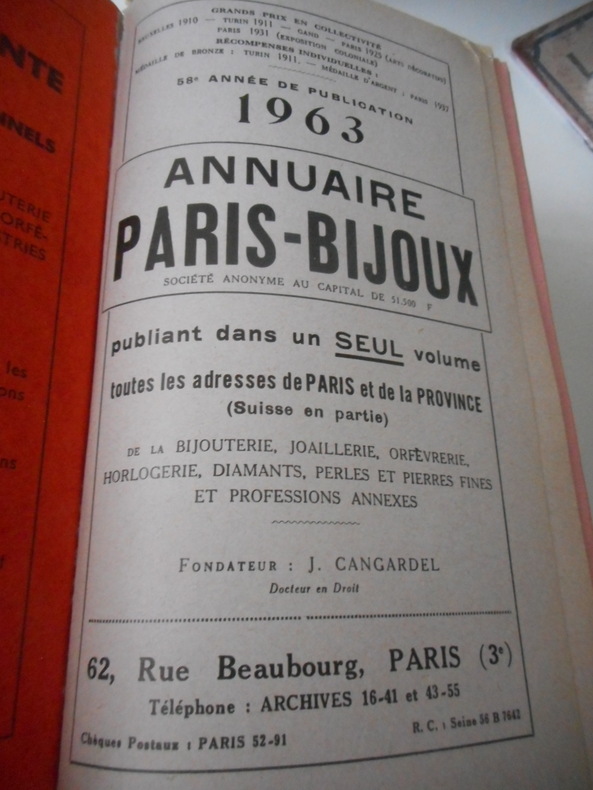 NTE
NNELS
UTERIE
ORFÈ-
STRIES
les
ons
ns
GRANDS PRIX EN COLLECTIVITÉ
BRUXELLES 1910 — TURIN 1911 — GAND — PARIS 1925 (ARTS DÉCORATIFS)
PARIS 1931 (EXPOSITION COLONIALE)
RÉCOMPENSES INDIVIDUELLES :
MÉDAILLE DE BRONZE : TURIN 1911. — MÉDAILLE D'ARGENT : PARIS 1937
58e ANNÉE DE PUBLICATION
1963
ANNUAIRE
PARIS-BIJOUX
SOCIÉTÉ ANONYME AU CAPITAL DE 51.500 F
publiant dans un SEUL volume
toutes les adresses de PARIS et de la PROVINCE
(Suisse en partie)
DE LA BIJOUTERIE, JOAILLERIE, ORFÈVRERIE,
HORLOGERIE, DIAMANTS, PERLES ET PIERRES FINES
ET PROFESSIONS ANNEXES
FONDATEUR : J. CANGARDEL
Docteur en Droit
62, Rue Beaubourg, PARIS (3e)
Téléphone : ARCHIVES 16-41 et 43-55
Chèques Postaux : PARIS 52-91
R. C. : Seine 56 B 7642